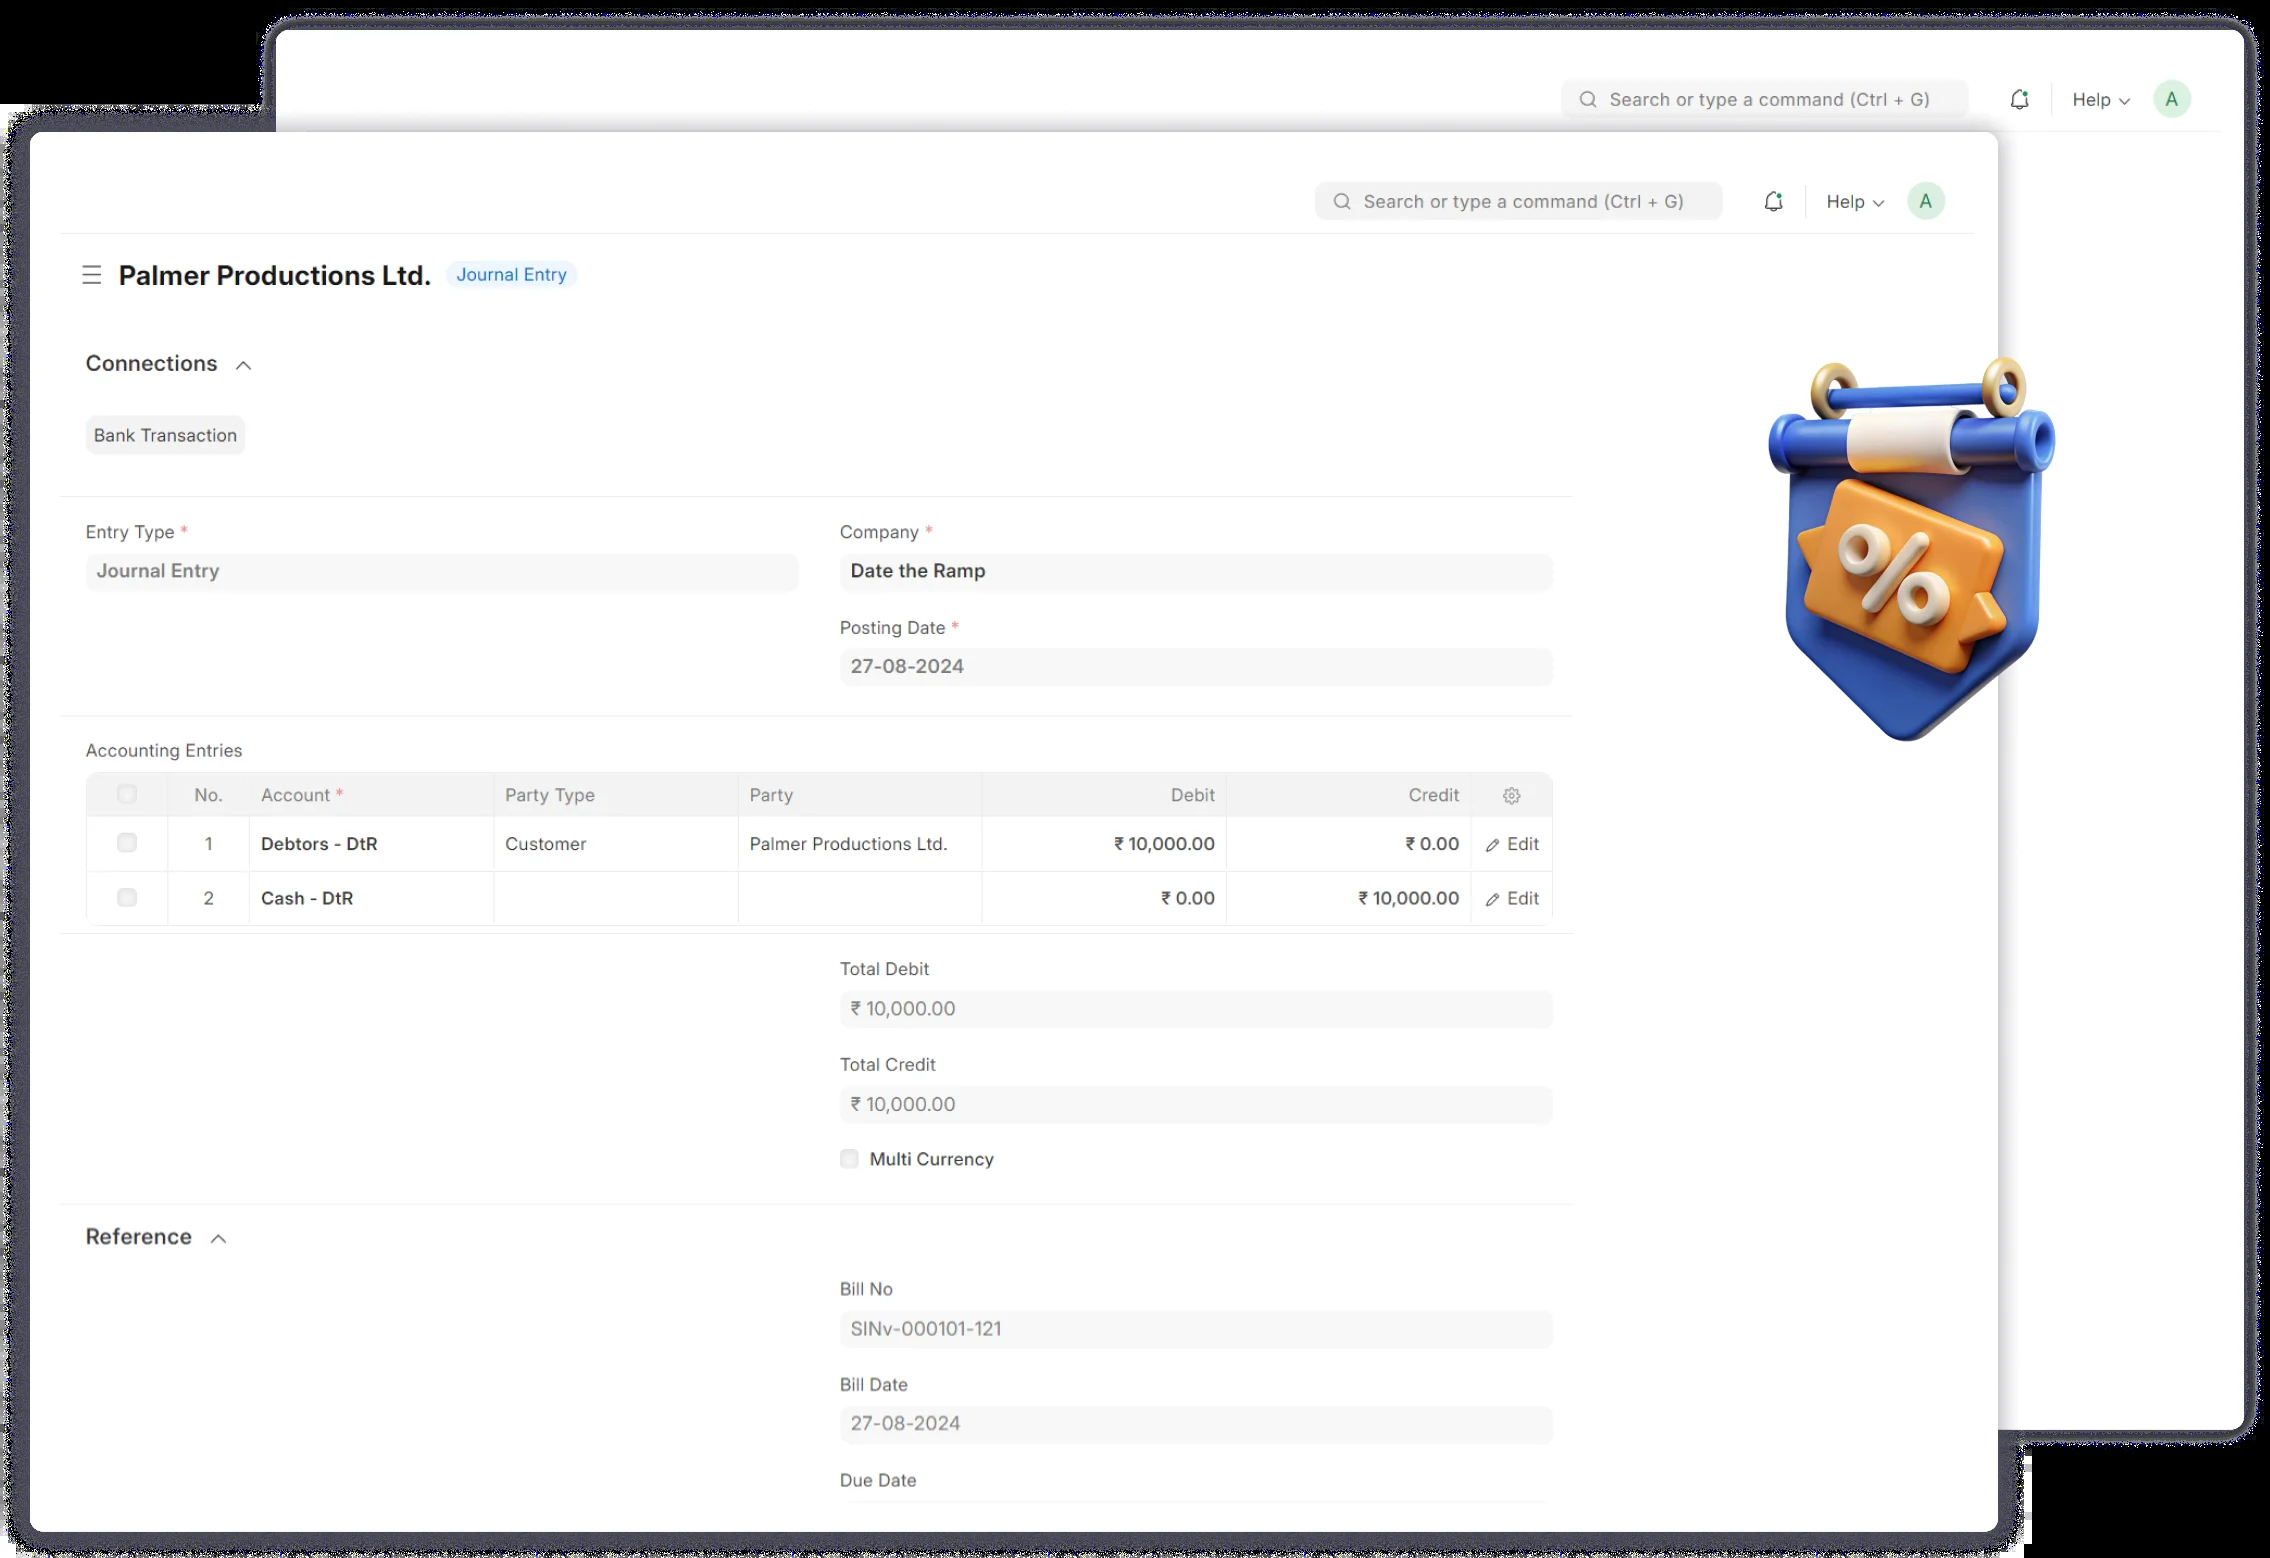 Search or type a command (Ctrl + G) Help A
Search or type a command (Ctrl + G) Help A
Palmer Productions Ltd. Journal Entry
Connections
Bank Transaction
Entry Type * Company *
Journal Entry Date the Ramp
Posting Date *
27-08-2024
Accounting Entries
No. Account * Party Type Party Debit Credit
1 Debtors - DtR Customer Palmer Productions Ltd. ₹ 10,000.00 ₹ 0.00 Edit
2 Cash - DtR ₹ 0.00 ₹ 10,000.00 Edit
Total Debit
₹ 10,000.00
Total Credit
₹ 10,000.00
Multi Currency
Reference
Bill No
SINv-000101-121
Bill Date
27-08-2024
Due Date
%